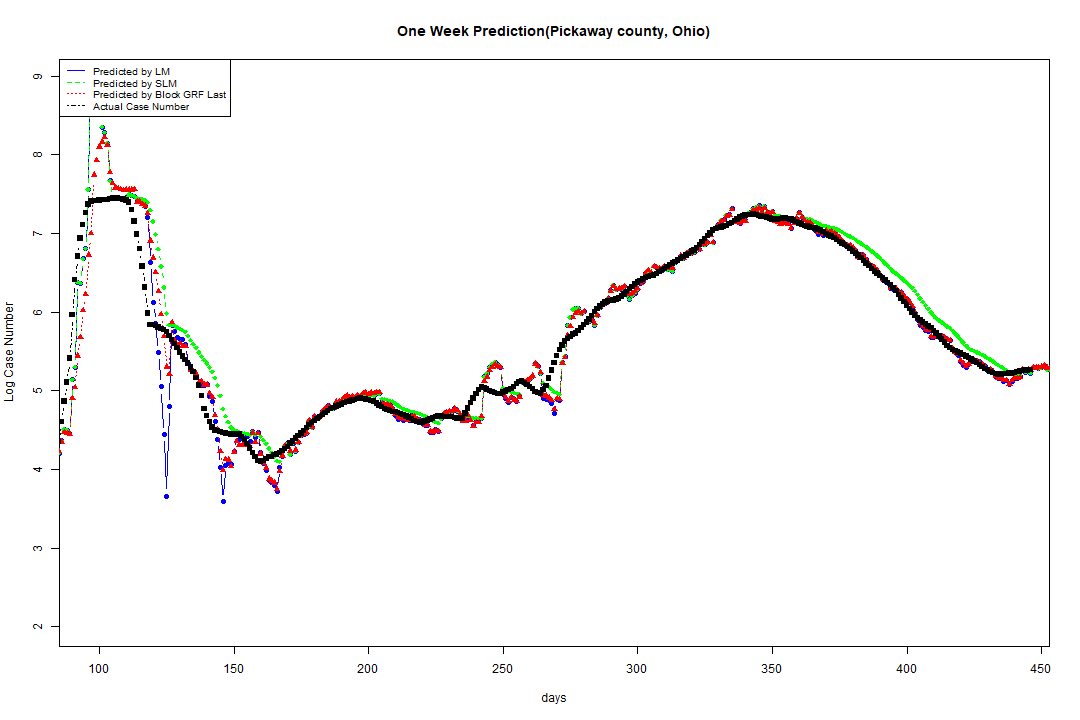 One Week Prediction(Pickaway county, Ohio)
Predicted by LM
Predicted by SLM
Predicted by Block GRF Last
Actual Case Number
9
8
7
6
5
4
3
2
Log Case Number
100 150 200 250 300 350 400 450
days